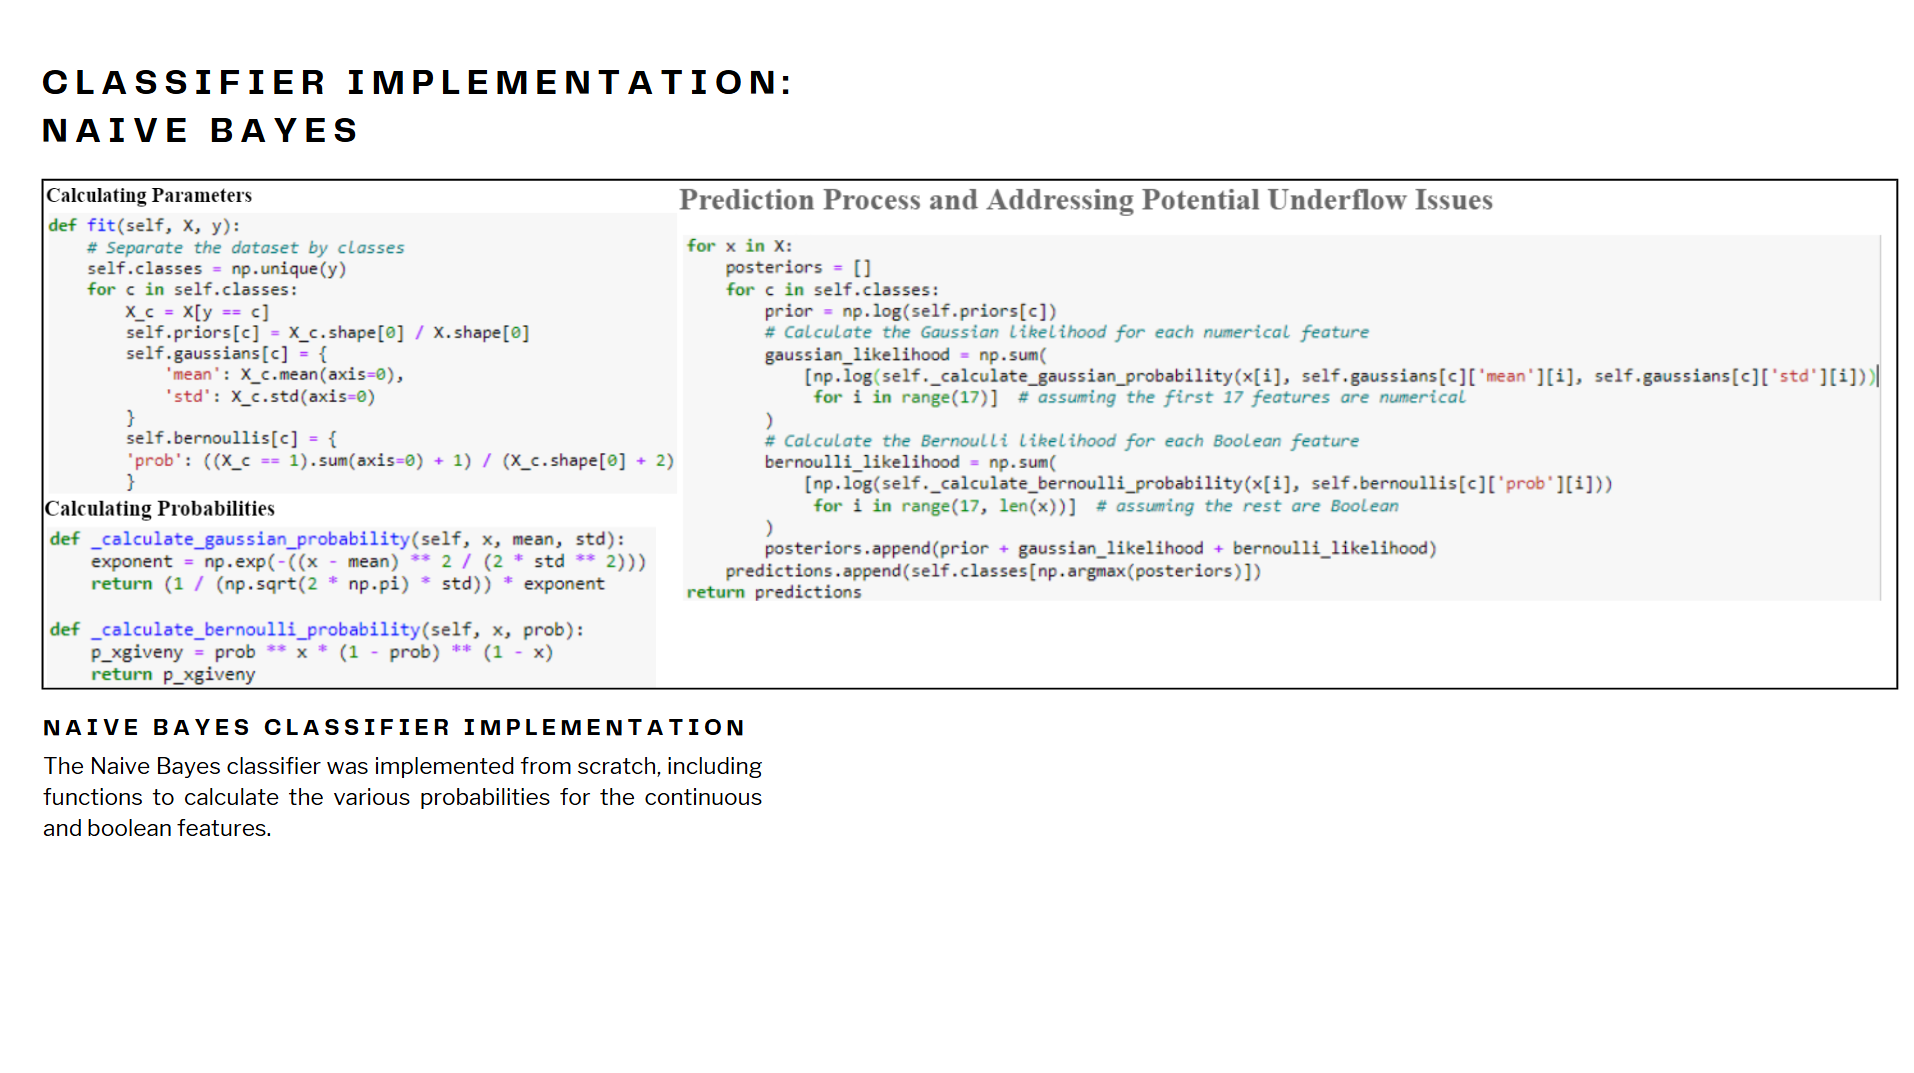 CLASSIFIER IMPLEMENTATION:
NAIVE BAYES
Calculating Parameters
def fit(self, X, y):
    # Separate the dataset by classes
    self.classes = np.unique(y)
    for c in self.classes:
        X_c = X[y == c]
        self.priors[c] = X_c.shape[0] / X.shape[0]
        self.gaussians[c] = {
            'mean': X_c.mean(axis=0),
            'std': X_c.std(axis=0)
        }
        self.bernoullis[c] = {
        'prob': ((X_c == 1).sum(axis=0) + 1) / (X_c.shape[0] + 2)
        }
Calculating Probabilities
def _calculate_gaussian_probability(self, x, mean, std):
    exponent = np.exp(-((x - mean) ** 2 / (2 * std ** 2)))
    return (1 / (np.sqrt(2 * np.pi) * std)) * exponent
def _calculate_bernoulli_probability(self, x, prob):
    p_xgiveny = prob ** x * (1 - prob) ** (1 - x)
    return p_xgiveny
Prediction Process and Addressing Potential Underflow Issues
for x in X:
    posteriors = []
    for c in self.classes:
        prior = np.log(self.priors[c])
        # Calculate the Gaussian likelihood for each numerical feature
        gaussian_likelihood = np.sum(
            [np.log(self._calculate_gaussian_probability(x[i], self.gaussians[c]['mean'][i], self.gaussians[c]['std'][i]))
             for i in range(17)]  # assuming the first 17 features are numerical
        )
        # Calculate the Bernoulli likelihood for each Boolean feature
        bernoulli_likelihood = np.sum(
            [np.log(self._calculate_bernoulli_probability(x[i], self.bernoullis[c]['prob'][i]))
             for i in range(17, len(x))]  # assuming the rest are Boolean
        )
        posteriors.append(prior + gaussian_likelihood + bernoulli_likelihood)
    predictions.append(self.classes[np.argmax(posteriors)])
return predictions
NAIVE BAYES CLASSIFIER IMPLEMENTATION
The Naive Bayes classifier was implemented from scratch, including
functions to calculate the various probabilities for the continuous
and boolean features.